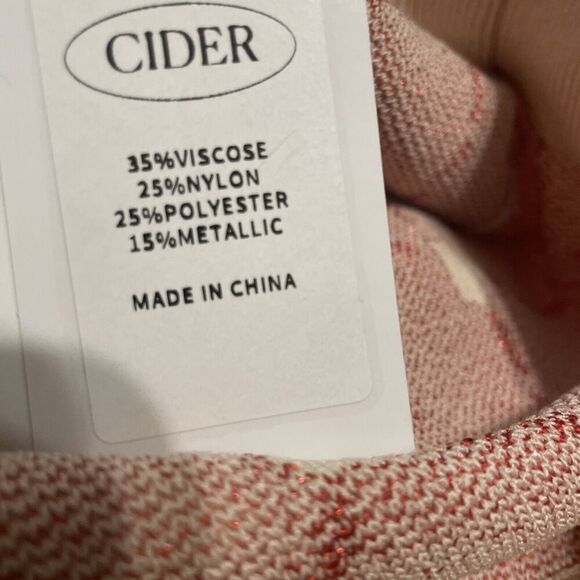 CIDER
35%VISCOSE
25%NYLON
25%POLYESTER
15%METALLIC
MADE IN CHINA